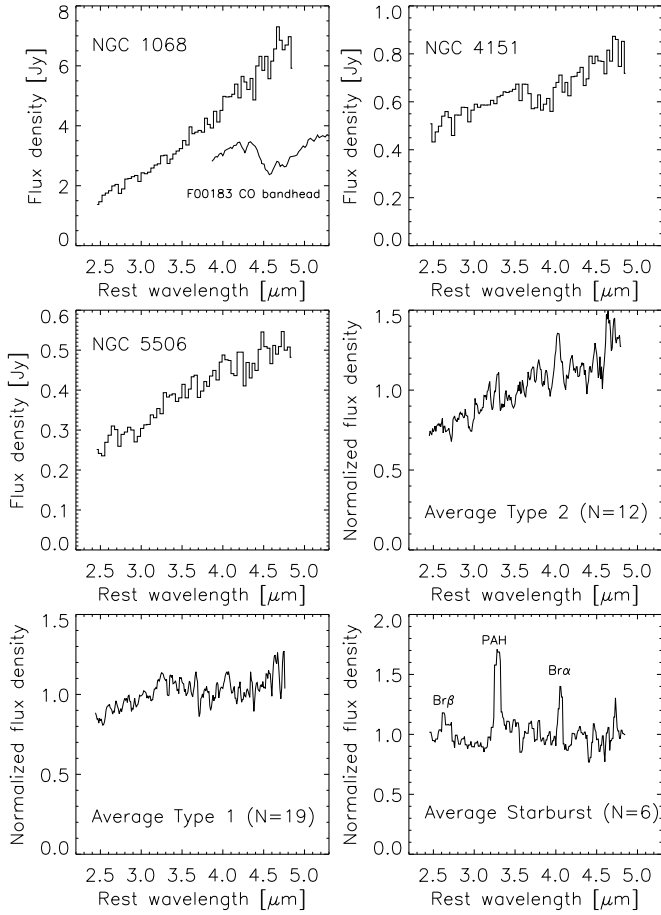 NGC 1068
Flux density [Jy]
8
6
4
2
0
F00183 CO bandhead
2.5 3.0 3.5 4.0 4.5 5.0
Rest wavelength [μm]
NGC 4151
Flux density [Jy]
1.0
0.8
0.6
0.4
0.2
0.0
2.5 3.0 3.5 4.0 4.5 5.0
Rest wavelength [μm]
NGC 5506
Flux density [Jy]
0.6
0.5
0.4
0.3
0.2
0.1
0.0
2.5 3.0 3.5 4.0 4.5 5.0
Rest wavelength [μm]
Normalized flux density
1.5
1.0
0.5
0.0
Average Type 2 (N=12)
2.5 3.0 3.5 4.0 4.5 5.0
Rest wavelength [μm]
Normalized flux density
1.5
1.0
0.5
0.0
Average Type 1 (N=19)
2.5 3.0 3.5 4.0 4.5 5.0
Rest wavelength [μm]
Normalized flux density
2.0
1.5
1.0
0.5
0.0
PAH
Brα
Brβ
Average Starburst (N=6)
2.5 3.0 3.5 4.0 4.5 5.0
Rest wavelength [μm]